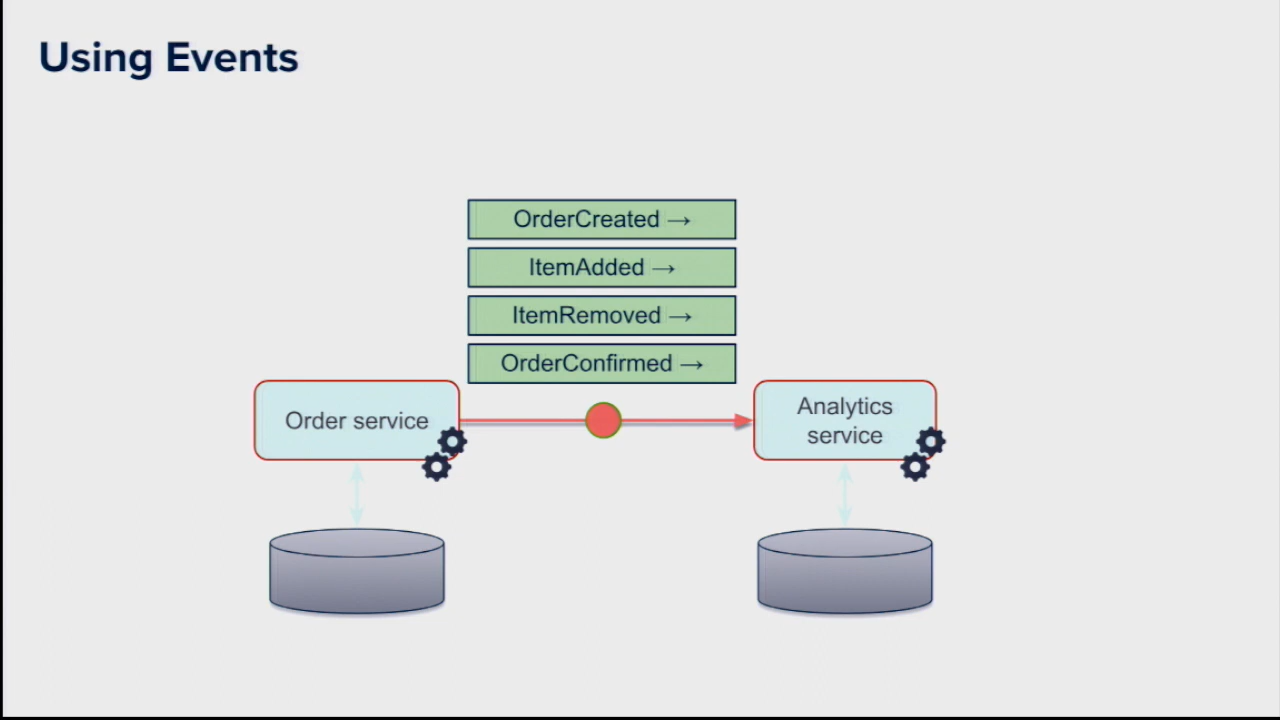 Using Events
OrderCreated →
ItemAdded →
ItemRemoved →
OrderConfirmed →
Order service
Analytics
service